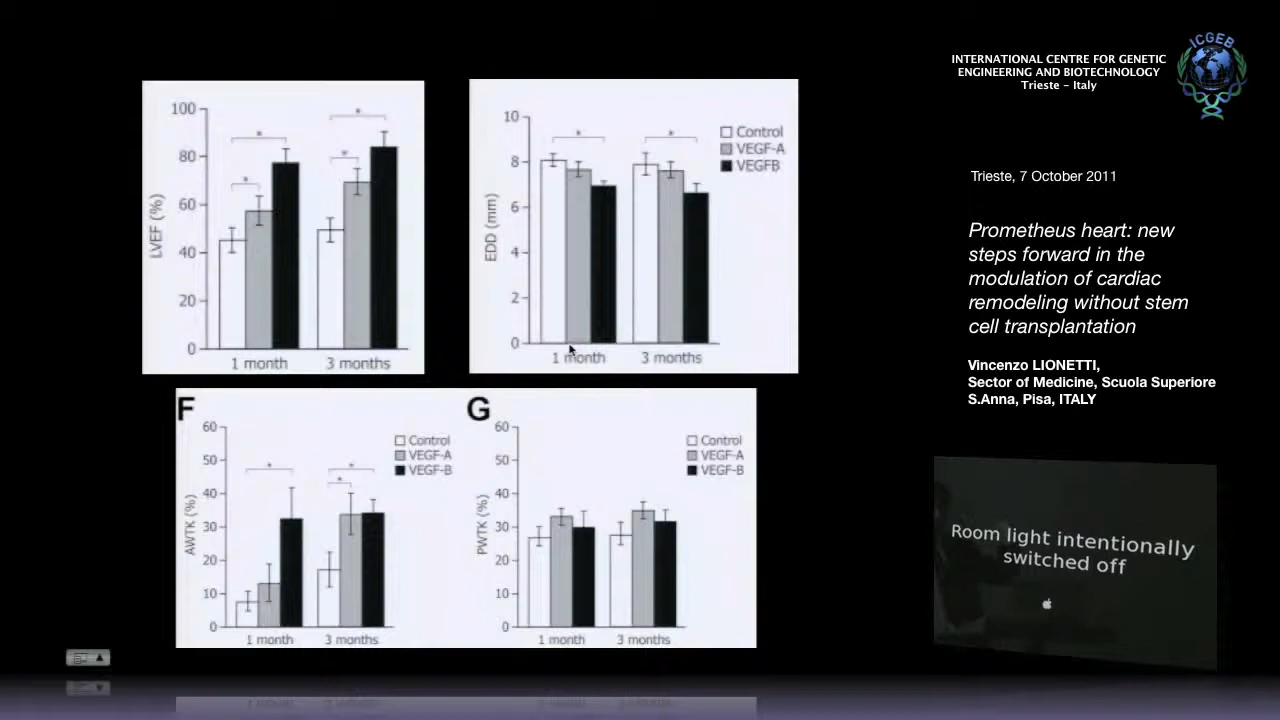 100
80
60
40
20
0
LVEF (%)
*
*
*
*
1 month
3 months
10
8
6
4
2
0
EDD (mm)
*
*
Control
VEGF-A
VEGFB
1 month
3 months
F
60
50
40
30
20
10
0
AWTK (%)
*
*
*
Control
VEGF-A
VEGF-B
1 month
3 months
G
60
50
40
30
20
10
0
PWTK (%)
Control
VEGF-A
VEGF-B
1 month
3 months
INTERNATIONAL CENTRE FOR GENETIC
ENGINEERING AND BIOTECHNOLOGY
Trieste - Italy
ICGEB
Trieste, 7 October 2011
Prometheus heart: new
steps forward in the
modulation of cardiac
remodeling without stem
cell transplantation
Vincenzo LIONETTI,
Sector of Medicine, Scuola Superiore
S.Anna, Pisa, ITALY
Room light intentionally
switched off